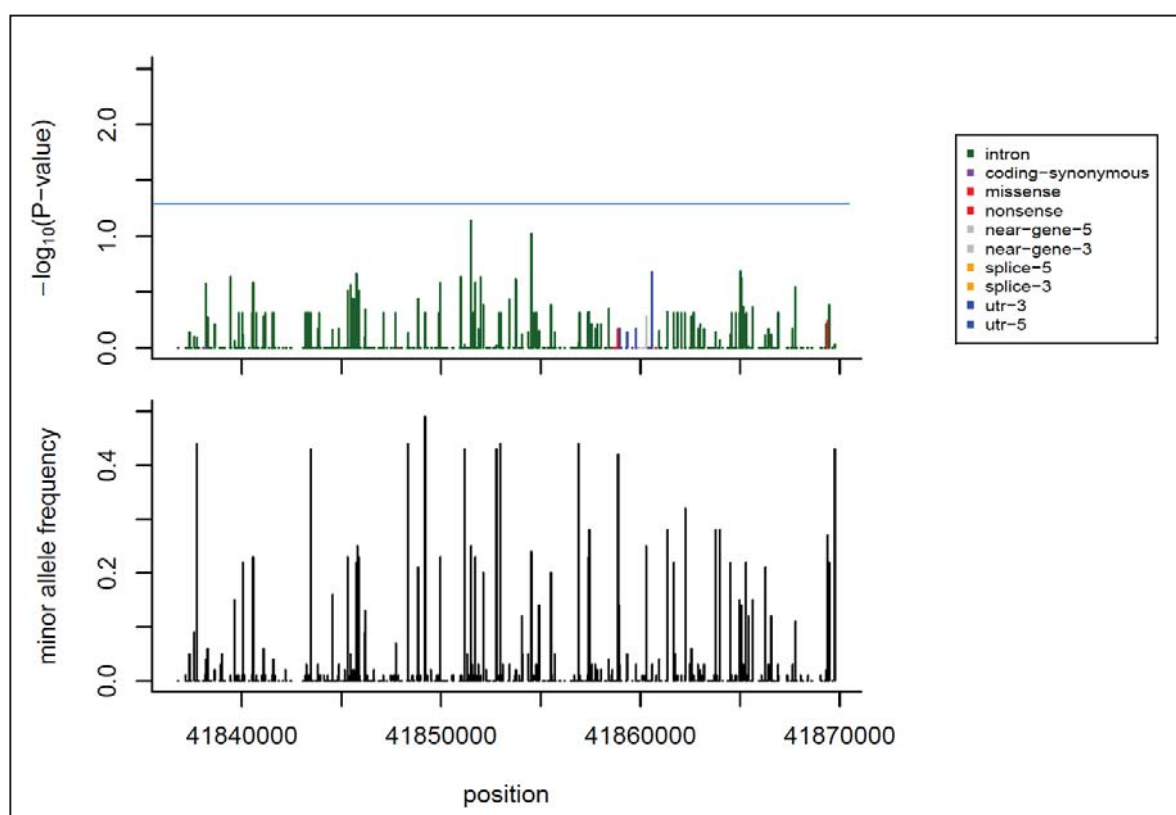 −log₁₀(P−value)
2.0
1.0
0.0
intron
coding−synonymous
missense
nonsense
near−gene−5
near−gene−3
splice−5
splice−3
utr−3
utr−5
minor allele frequency
0.4
0.2
0.0
41840000 41850000 41860000 41870000
position